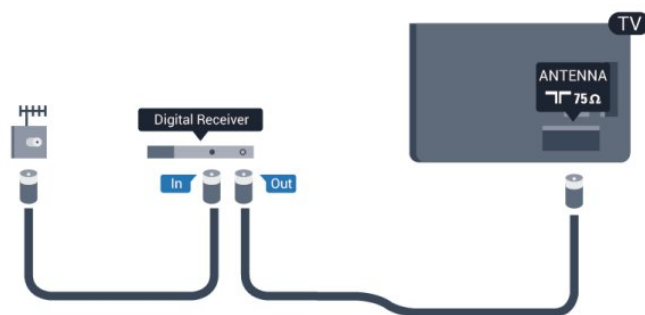 TV
ANTENNA
75 Ω
Digital Receiver
In
Out